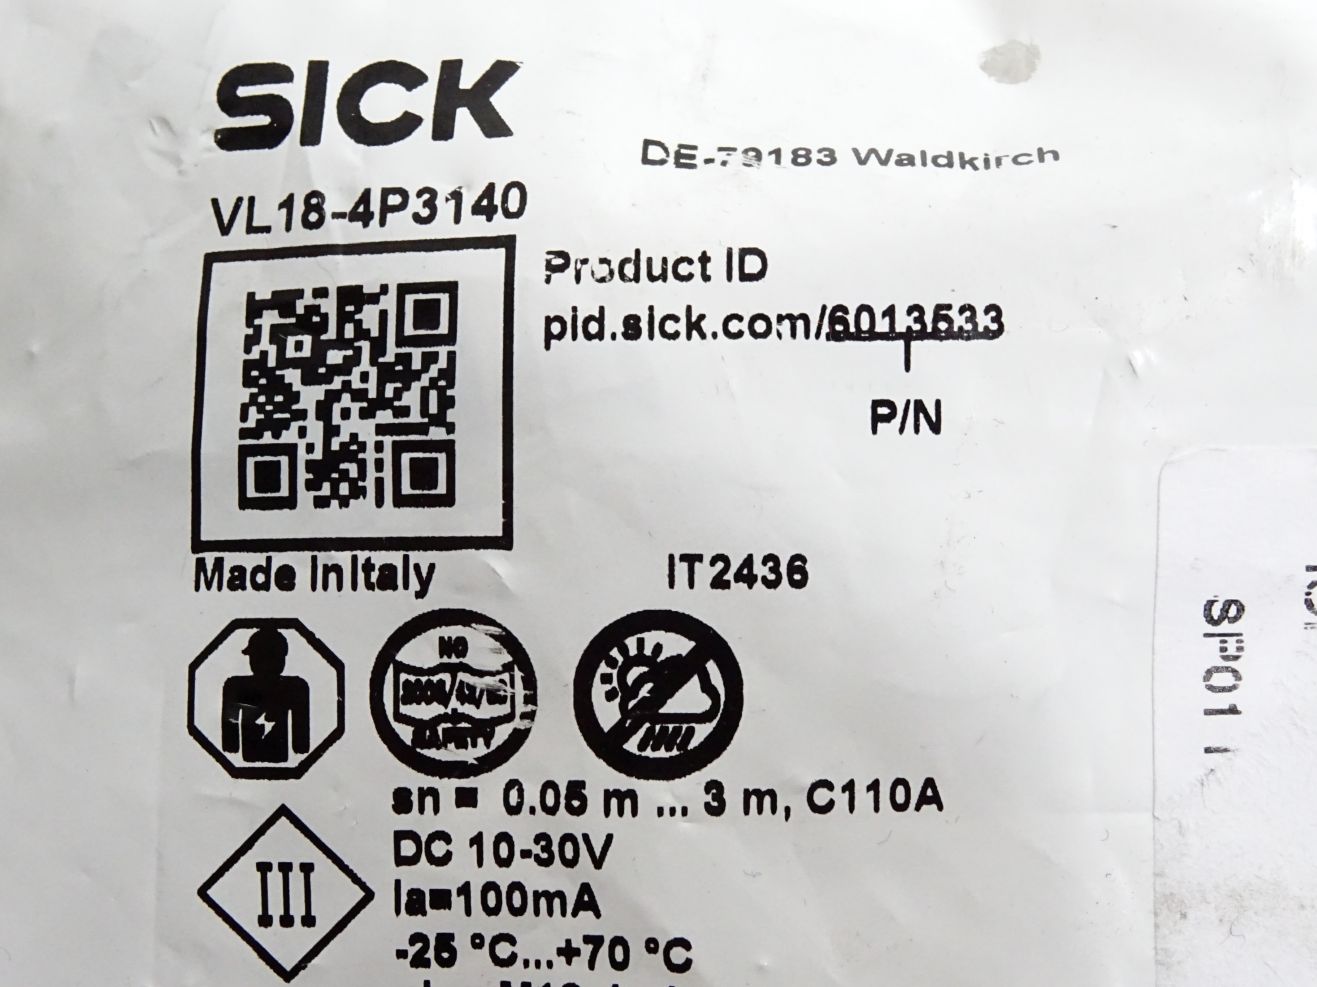 SICK
DE-79183 Waldkirch
VL18-4P3140
Product ID
pid.sick.com/6013533
P/N
Made in Italy
IT2436
NO
SAFETY
sn = 0.05 m ... 3 m, C110A
DC 10-30V
Ia=100mA
-25 °C...+70 °C
III